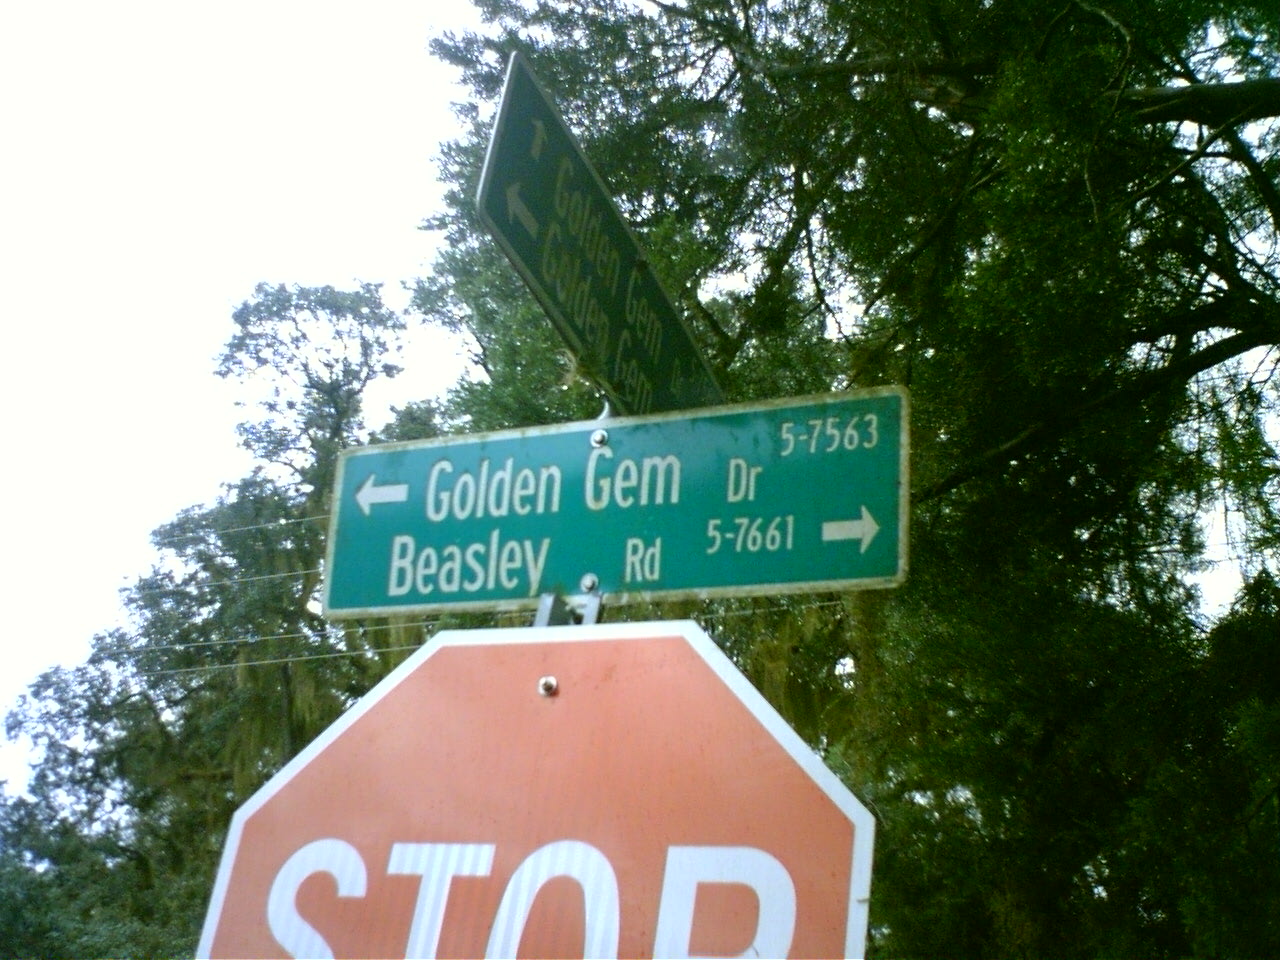 Golden Gem
Golden Gem
Golden Gem Dr 5-7563
Beasley Rd 5-7661
STOP